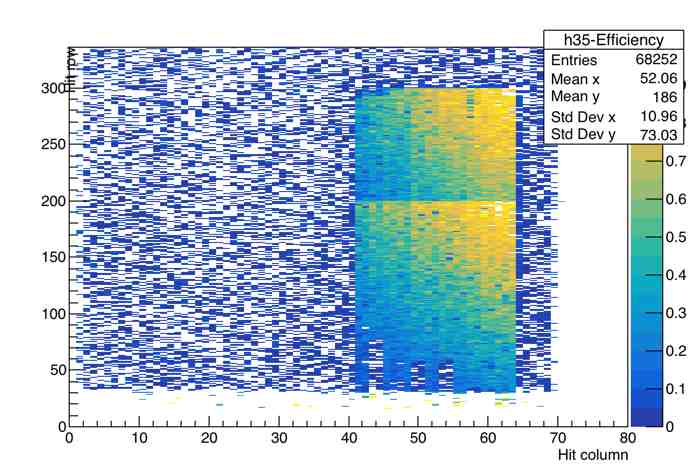 h35-Efficiency
Entries 68252
Mean x 52.06
Mean y 186
Std Dev x 10.96
Std Dev y 73.03
Hit row
300
250
200
150
100
50
0
0 10 20 30 40 50 60 70 80
Hit column
0.7
0.6
0.5
0.4
0.3
0.2
0.1
0